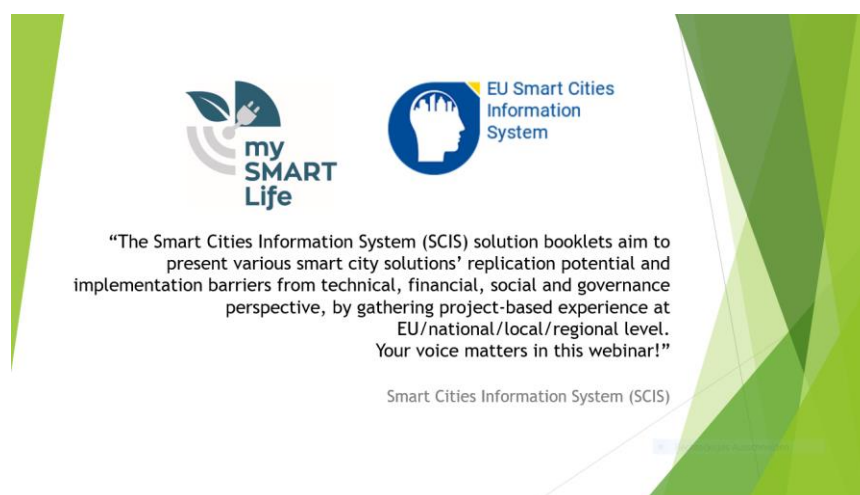 my
SMART
Life
EU Smart Cities
Information
System
“The Smart Cities Information System (SCIS) solution booklets aim to
present various smart city solutions’ replication potential and
implementation barriers from technical, financial, social and governance
perspective, by gathering project-based experience at
EU/national/local/regional level.
Your voice matters in this webinar!”
Smart Cities Information System (SCIS)